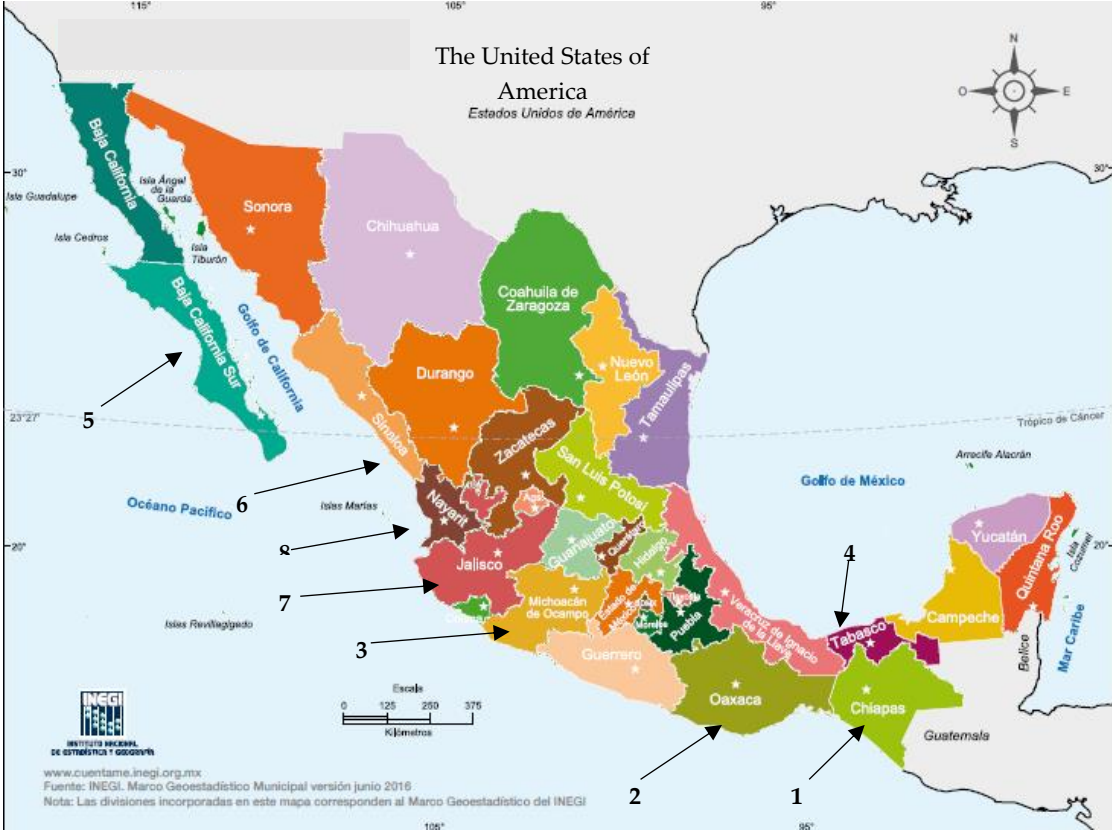 115°
105°
95°
The United States of
America
Estados Unidos de América
N
O
E
S
30°
30°
Baja California
Isla Ángel
de la
Guarda
Isla Guadalupe
Isla Cedros
Isla
Tiburón
Sonora
Chihuahua
Coahuila de
Zaragoza
Baja California Sur
Golfo de California
Nuevo
León
Durango
Tamaulipas
5
23°27'
Sinaloa
Zacatecas
San Luis Potosí
Trópico de Cáncer
Arrecife Alacrán
Golfo de México
6
Océano Pacífico
Islas Marías
Nayarit
Ags.
Yucatán
Quintana Roo
Isla
Cozumel
20°
20°
8
Guanajuato
Querétaro
Hidalgo
Jalisco
4
7
Michoacán
de Ocampo
Estado de
México
Morelos
Puebla
Veracruz de Ignacio
de la Llave
Campeche
Tabasco
Islas Revillagigedo
3
Guerrero
Belice
Mar Caribe
Oaxaca
Chiapas
Guatemala
INEGI
INSTITUTO NACIONAL
DE ESTADÍSTICA Y GEOGRAFÍA
Escala
0 125 250 375
Kilómetros
www.cuentame.inegi.org.mx
Fuente: INEGI. Marco Geoestadístico Municipal versión junio 2016
Nota: Las divisiones incorporadas en este mapa corresponden al Marco Geoestadístico del INEGI
2
1
105°
95°